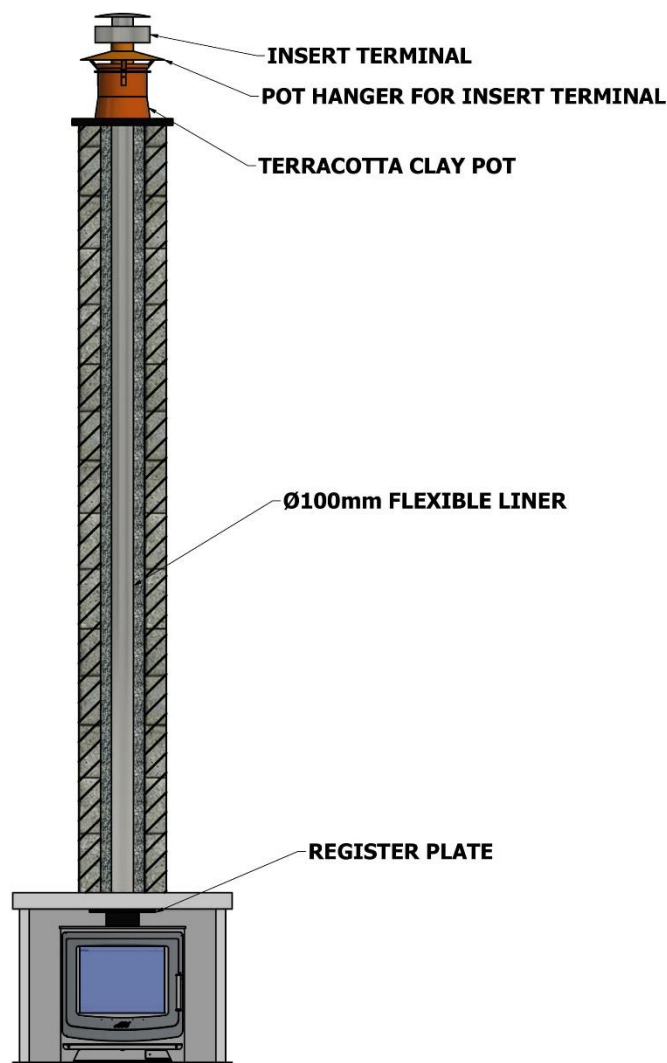 INSERT TERMINAL
POT HANGER FOR INSERT TERMINAL
TERRACOTTA CLAY POT
Ø100mm FLEXIBLE LINER
REGISTER PLATE